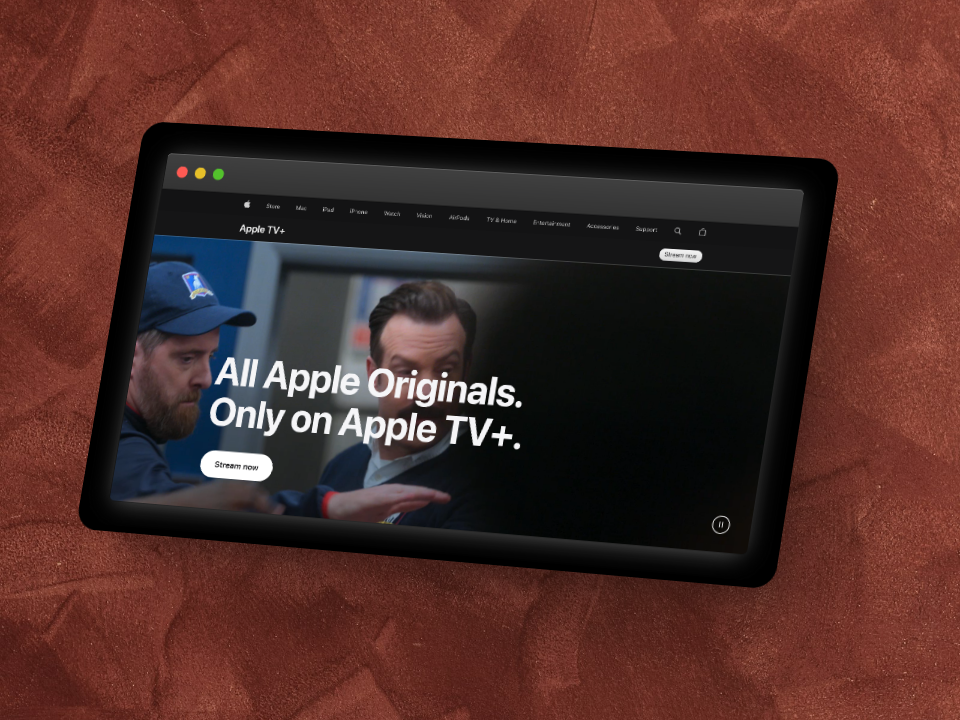 Store Mac iPad iPhone Watch Vision AirPods TV & Home Entertainment Accessories Support
Apple TV+
Stream now
All Apple Originals.
Only on Apple TV+.
Stream now